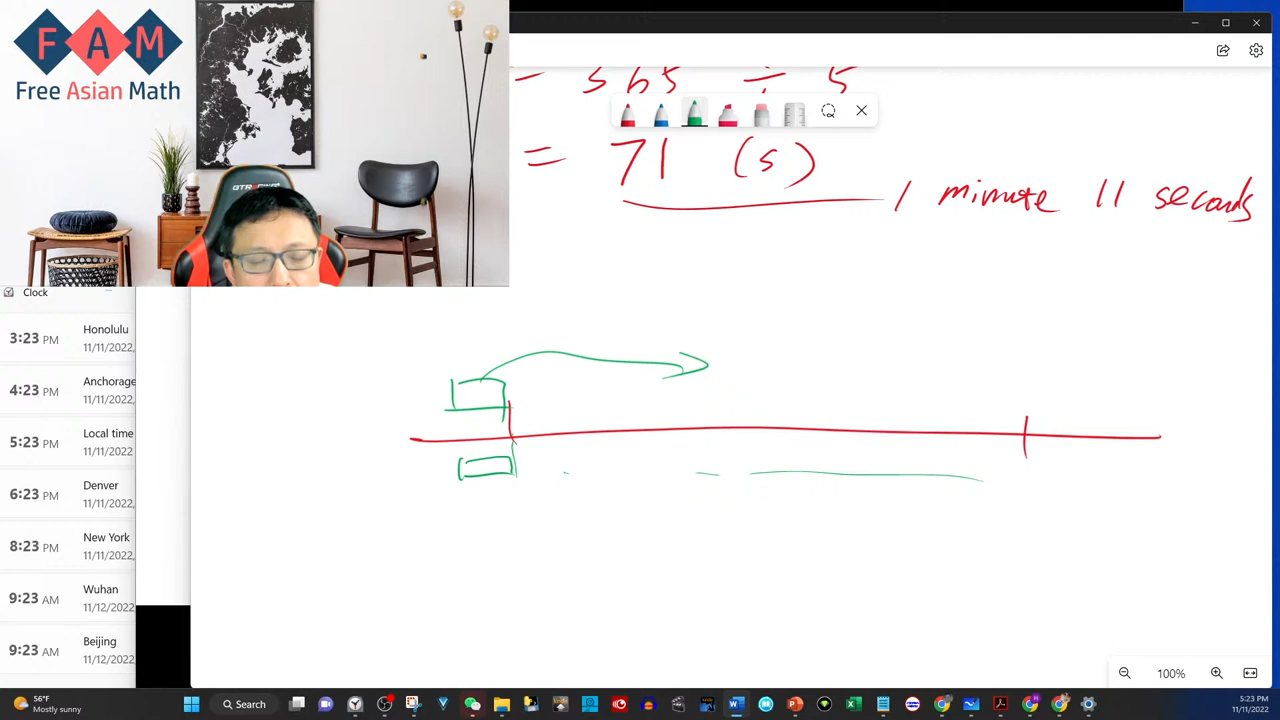 FAM
Free Asian Math
= 365 ÷ 5
= 71 (s)
1 minute 11 seconds
Clock
3:23 PM Honolulu
11/11/2022,
4:23 PM Anchorage
11/11/2022,
5:23 PM Local time
11/11/2022,
6:23 PM Denver
11/11/2022,
8:23 PM New York
11/11/2022,
9:23 AM Wuhan
11/12/2022,
9:23 AM Beijing
11/12/2022,
100%
56°F
Mostly sunny
Search
5:23 PM
11/11/2022